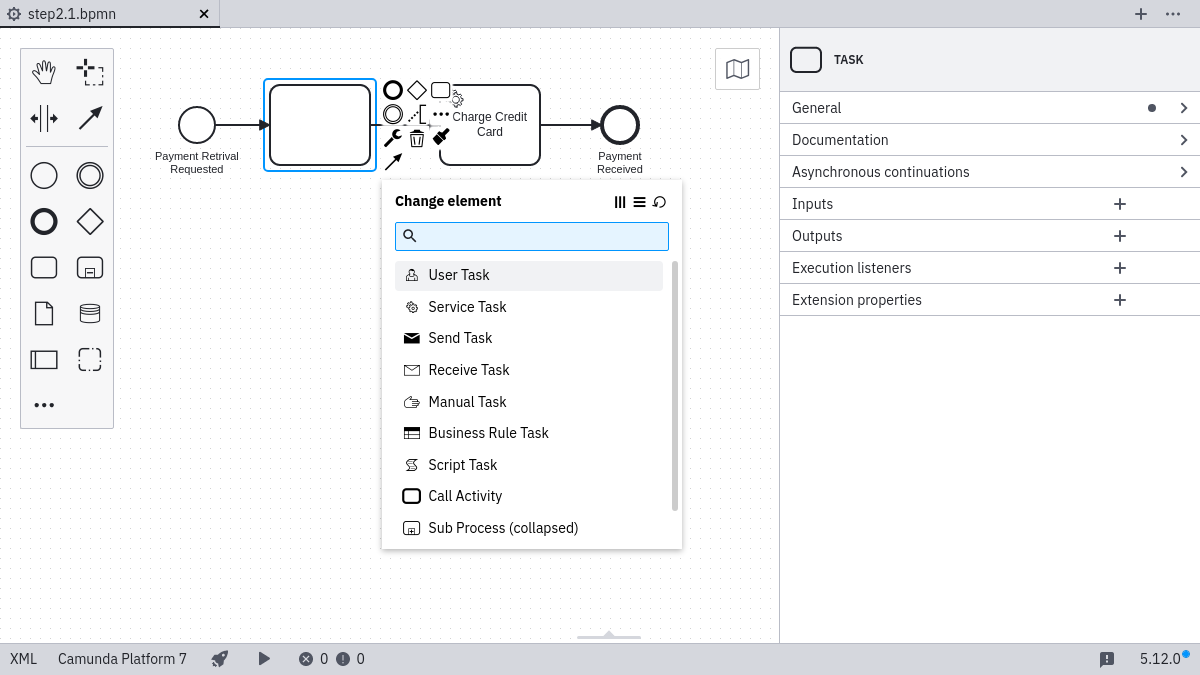 step2.1.bpmn
Payment Retrival
Requested
Charge Credit
Card
Payment
Received
Change element
User Task
Service Task
Send Task
Receive Task
Manual Task
Business Rule Task
Script Task
Call Activity
Sub Process (collapsed)
TASK
General
Documentation
Asynchronous continuations
Inputs
Outputs
Execution listeners
Extension properties
XML Camunda Platform 7 0 0 5.12.0